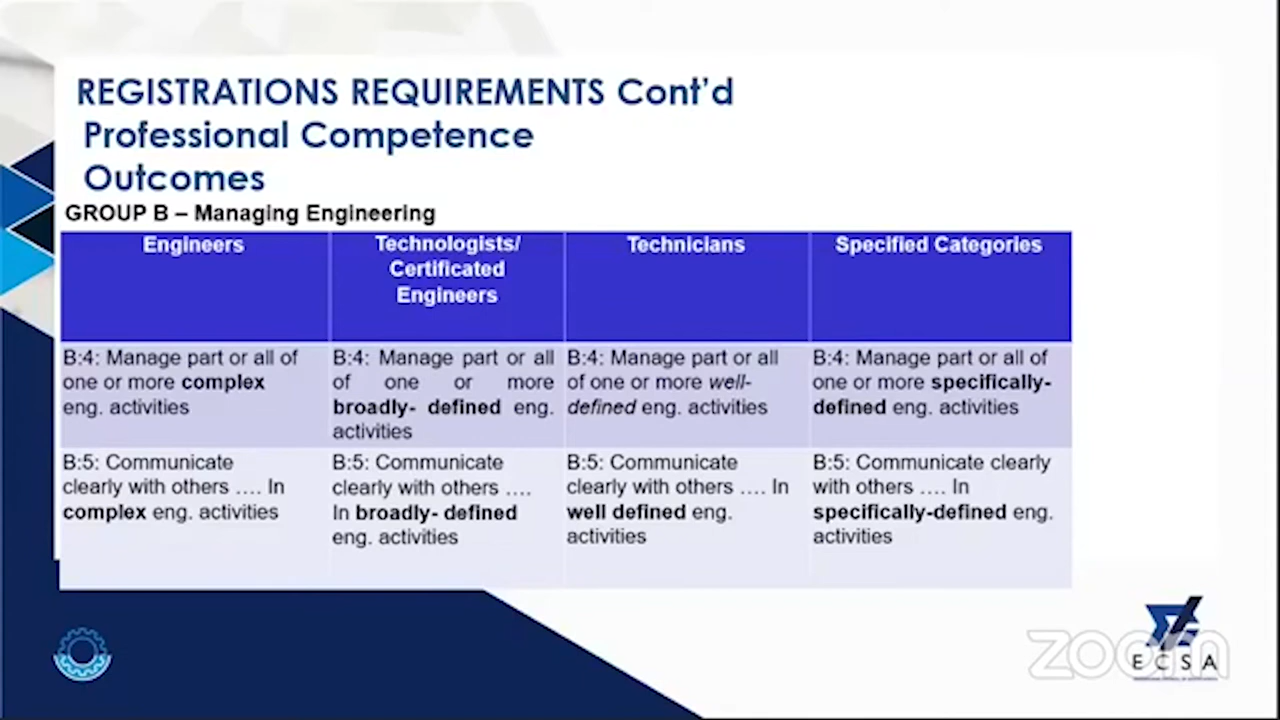 REGISTRATIONS REQUIREMENTS Cont'd
Professional Competence
Outcomes
GROUP B – Managing Engineering
Engineers
Technologists/
Certificated
Engineers
Technicians
Specified Categories
B:4: Manage part or all of
one or more complex
eng. activities
B:4: Manage part or all
of one or more
broadly- defined eng.
activities
B:4: Manage part or all
of one or more well-
defined eng. activities
B:4: Manage part or all of
one or more specifically-
defined eng. activities
B:5: Communicate
clearly with others .... In
complex eng. activities
B:5: Communicate
clearly with others ....
In broadly- defined
eng. activities
B:5: Communicate
clearly with others .... In
well defined eng.
activities
B:5: Communicate clearly
with others .... In
specifically-defined eng.
activities
zoom
ECSA